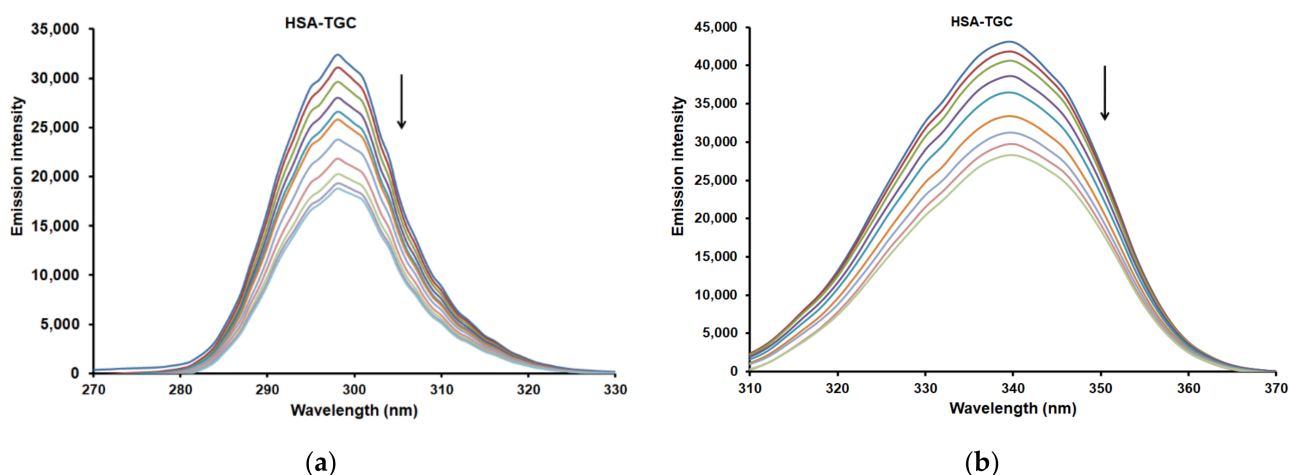 HSA-TGC
35,000
30,000
25,000
20,000
15,000
10,000
5,000
0
Emission intensity
270 280 290 300 310 320 330
Wavelength (nm)
(a)
HSA-TGC
45,000
40,000
35,000
30,000
25,000
20,000
15,000
10,000
5,000
0
Emission intensity
310 320 330 340 350 360 370
Wavelength (nm)
(b)